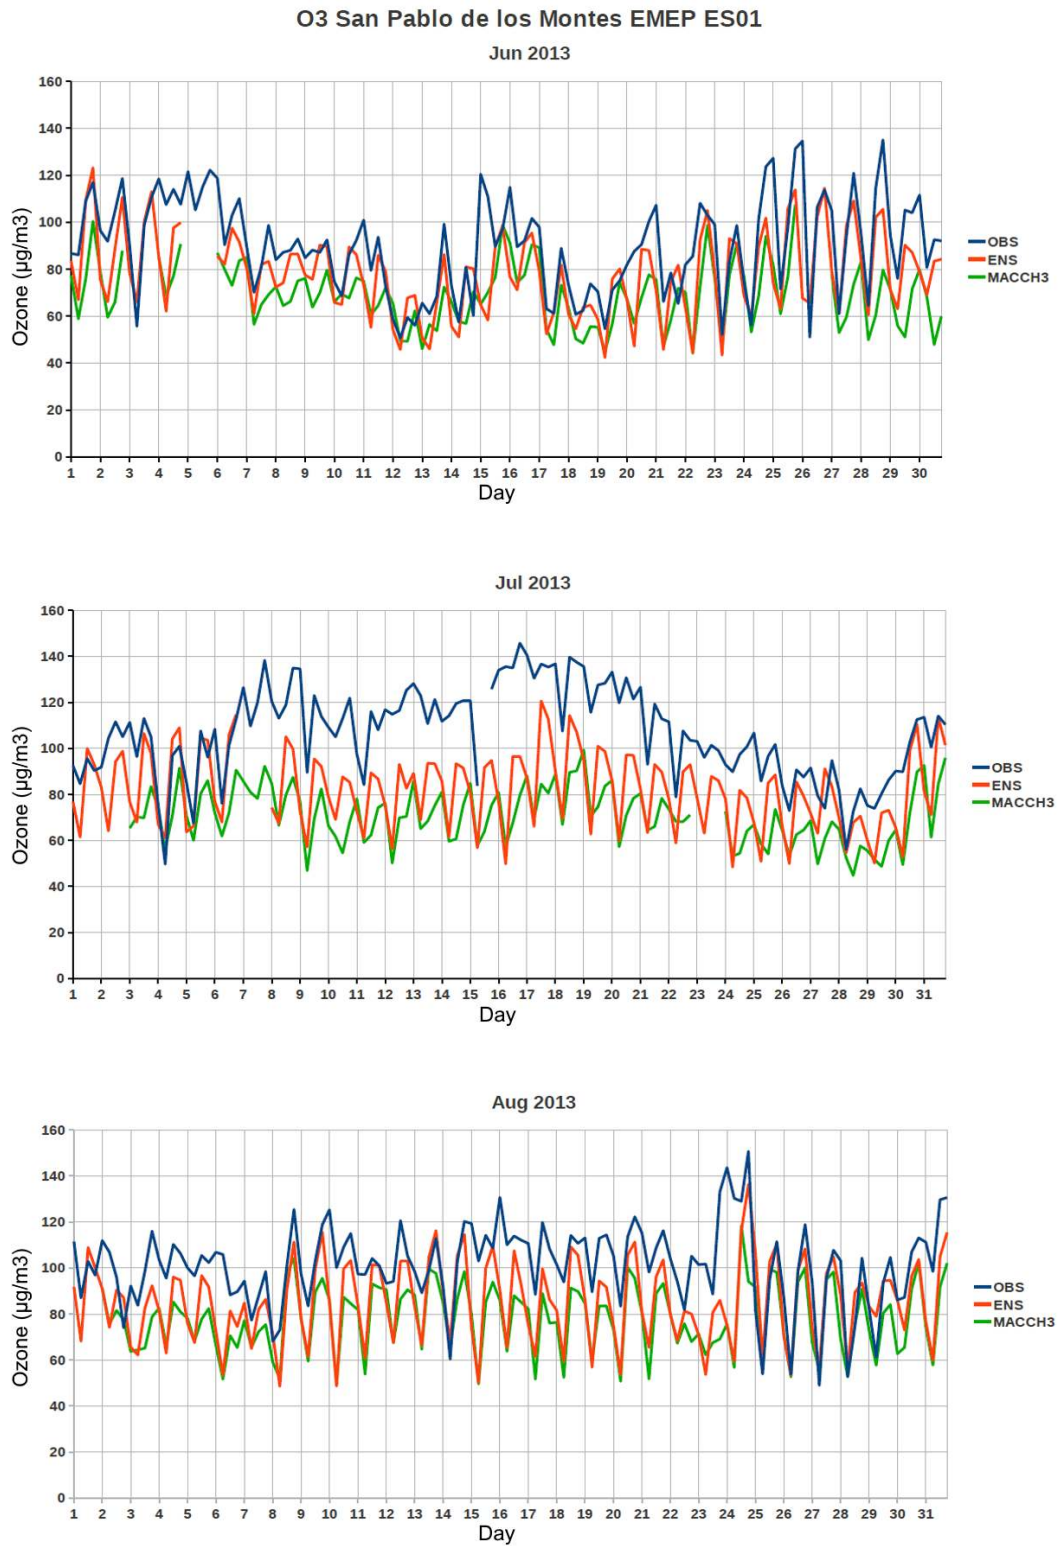 O3 San Pablo de los Montes EMEP ES01
Jun 2013
160
140
120
100
80
60
40
20
0
Ozone (µg/m3)
1 2 3 4 5 6 7 8 9 10 11 12 13 14 15 16 17 18 19 20 21 22 23 24 25 26 27 28 29 30
Day
OBS
ENS
MACCH3
Jul 2013
160
140
120
100
80
60
40
20
0
Ozone (µg/m3)
1 2 3 4 5 6 7 8 9 10 11 12 13 14 15 16 17 18 19 20 21 22 23 24 25 26 27 28 29 30 31
Day
OBS
ENS
MACCH3
Aug 2013
160
140
120
100
80
60
40
20
0
Ozone (µg/m3)
1 2 3 4 5 6 7 8 9 10 11 12 13 14 15 16 17 18 19 20 21 22 23 24 25 26 27 28 29 30 31
Day
OBS
ENS
MACCH3